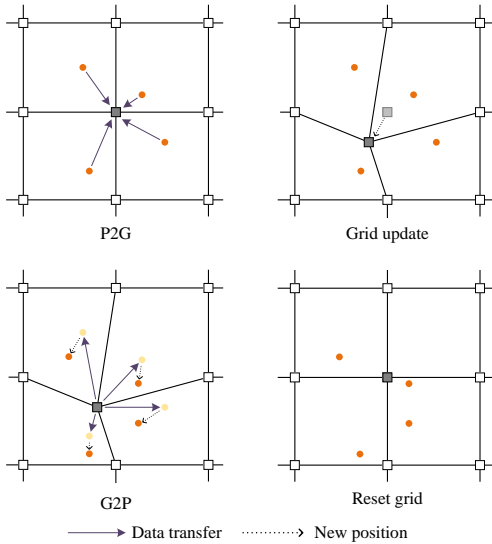 P2G
Grid update
G2P
Reset grid
Data transfer
New position